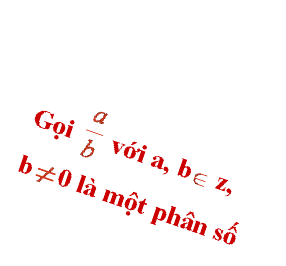 Gọi a/b với a, b∈ z,
b≠0 là một phân số